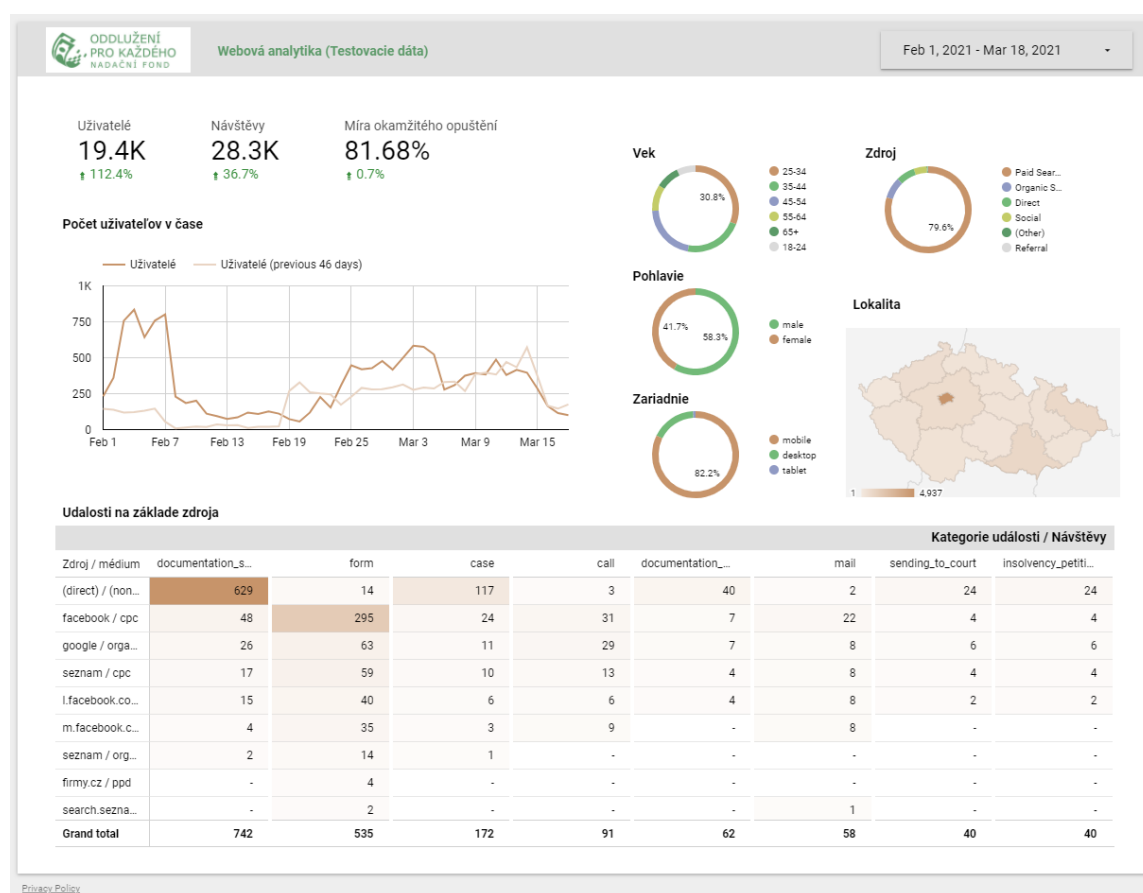 ODDLUŽENÍ
PRO KAŽDÉHO
NADAČNÍ FOND
Webová analytika (Testovacie dáta)
Feb 1, 2021 - Mar 18, 2021
Uživatelé
19.4K
112.4%
Návštěvy
28.3K
36.7%
Míra okamžitého opuštění
81.68%
0.7%
Počet uživateľov v čase
Uživatelé
Uživatelé (previous 46 days)
1K
750
500
250
0
Feb 1
Feb 7
Feb 13
Feb 19
Feb 25
Mar 3
Mar 9
Mar 15
Vek
30.8%
25-34
35-44
45-54
55-64
65+
18-24
Zdroj
79.6%
Paid Sear...
Organic S...
Direct
Social
(Other)
Referral
Pohlavie
41.7%
58.3%
male
female
Zariadnie
82.2%
mobile
desktop
tablet
Lokalita
1
4,937
Udalosti na základe zdroja
Kategorie události / Návštěvy
Zdroj / médium documentation_s... form case call documentation_... mail sending_to_court insolvency_petiti...
(direct) / (non... 629 14 117 3 40 2 24 24
facebook / cpc 48 295 24 31 7 22 4 4
google / orga... 26 63 11 29 7 8 6 6
seznam / cpc 17 59 10 13 4 8 4 4
l.facebook.co... 15 40 6 6 4 8 2 2
m.facebook.c... 4 35 3 9 - 8 - -
seznam / org... 2 14 1 - - - - -
firmy.cz / ppd - 4 - - - - - -
search.sezna... - 2 - - - 1 - -
Grand total 742 535 172 91 62 58 40 40
Privacy Policy